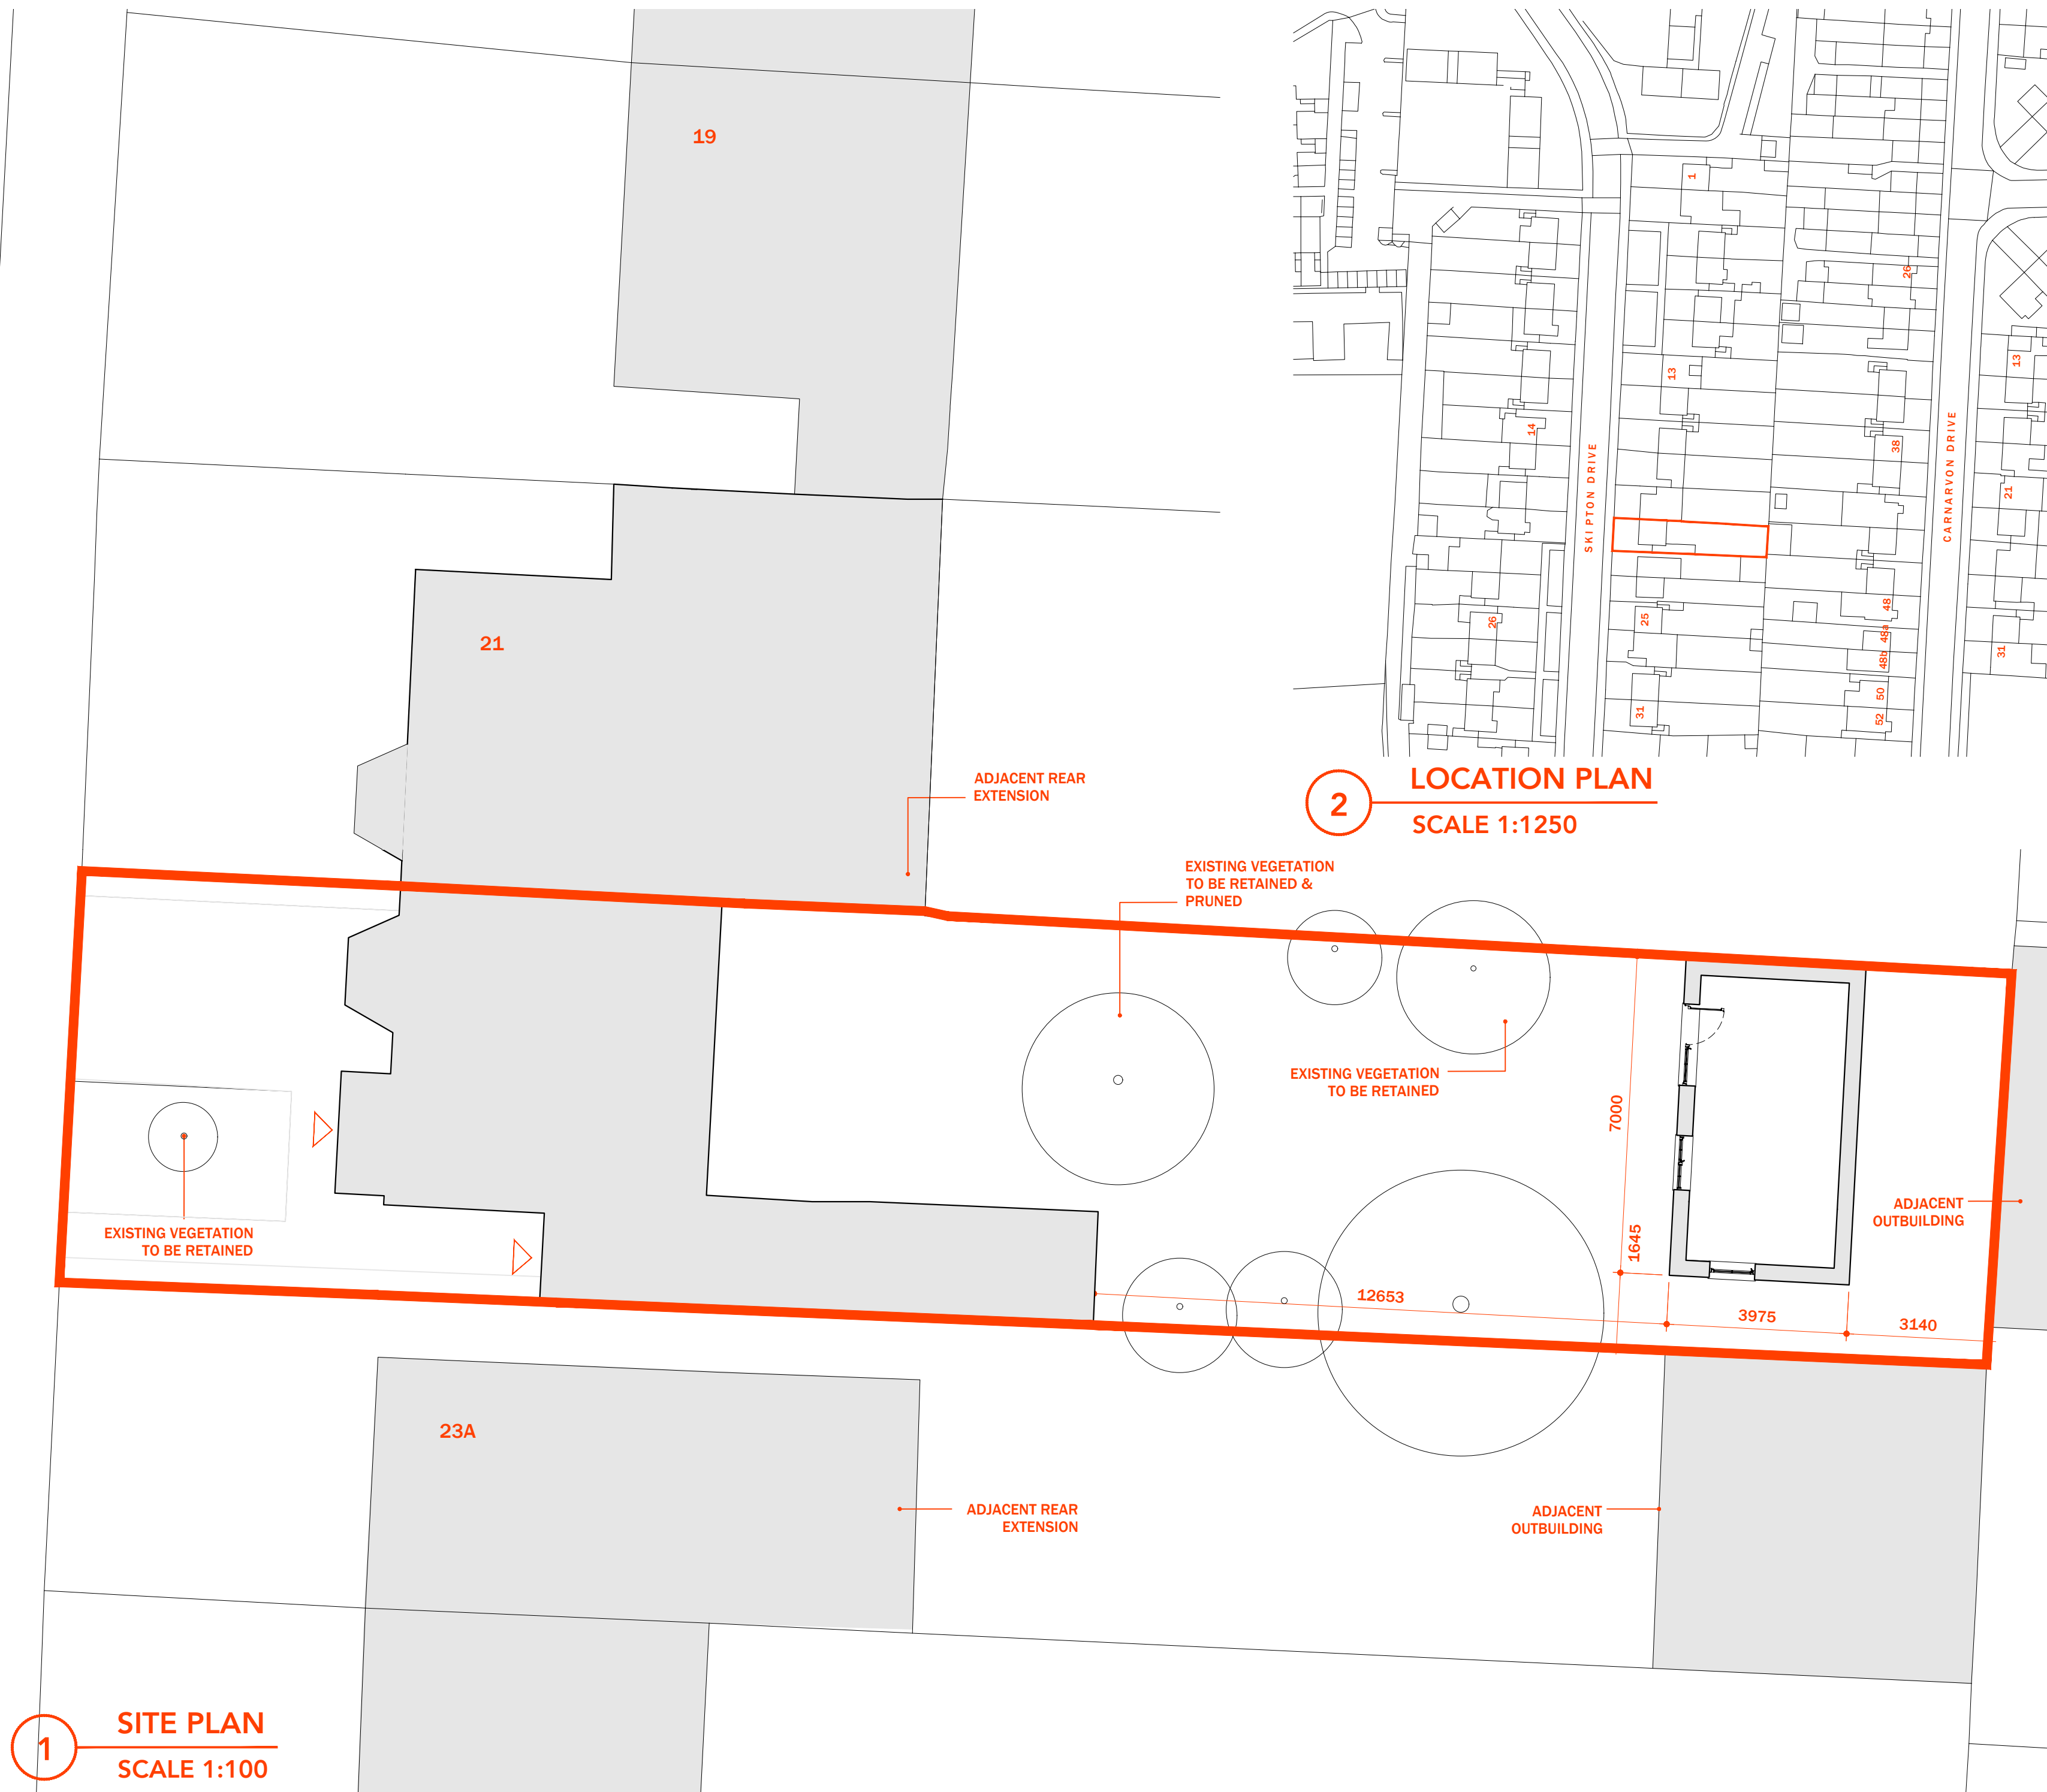 19
21
ADJACENT REAR
EXTENSION
EXISTING VEGETATION
TO BE RETAINED &
PRUNED
EXISTING VEGETATION
TO BE RETAINED
7000
1645
12653
3975
3140
ADJACENT
OUTBUILDING
EXISTING VEGETATION
TO BE RETAINED
23A
ADJACENT REAR
EXTENSION
ADJACENT
OUTBUILDING
1
SITE PLAN
SCALE 1:100
1
13
14
26
25
31
SKIPTON DRIVE
26
38
48
48a
48b
50
52
CARNARVON DRIVE
13
21
31
2
LOCATION PLAN
SCALE 1:1250